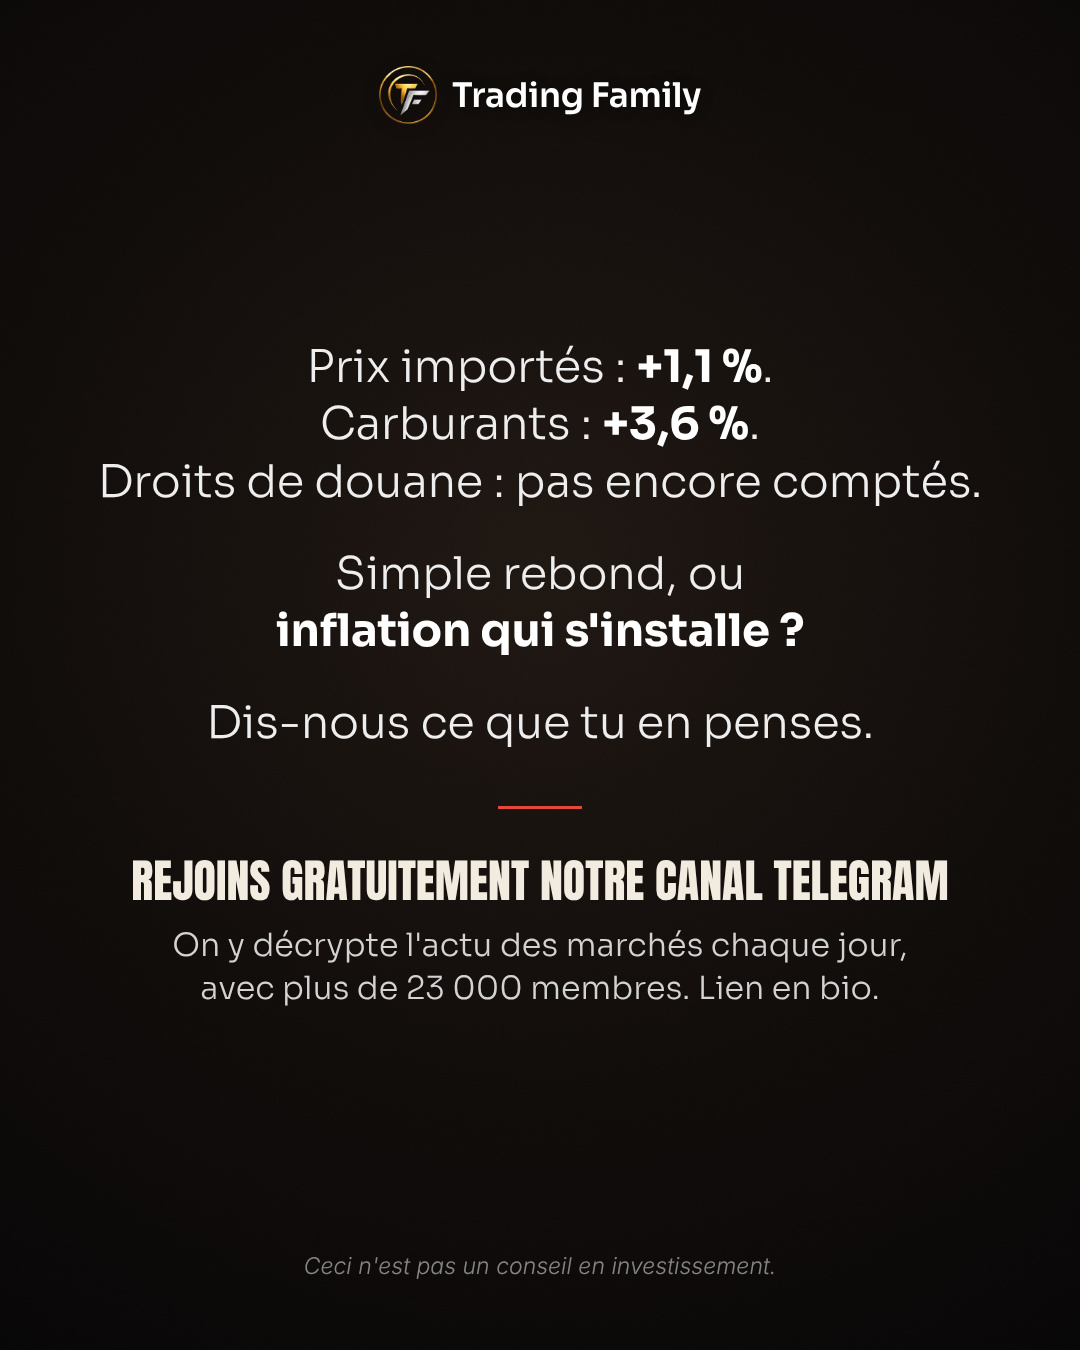 TF Trading Family
Prix importés : +1,1 %.
Carburants : +3,6 %.
Droits de douane : pas encore comptés.
Simple rebond, ou
inflation qui s'installe ?
Dis-nous ce que tu en penses.
REJOINS GRATUITEMENT NOTRE CANAL TELEGRAM
On y décrypte l'actu des marchés chaque jour,
avec plus de 23 000 membres. Lien en bio.
Ceci n'est pas un conseil en investissement.